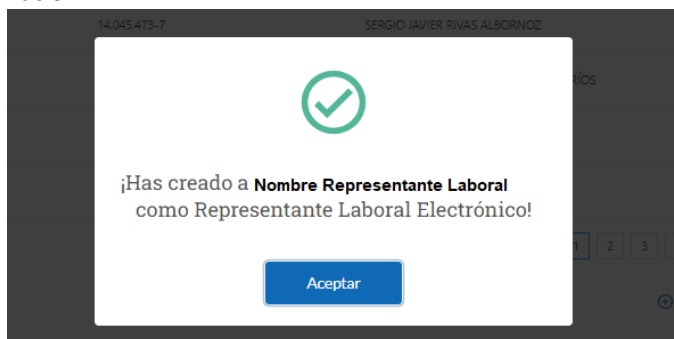 14.045.473-7 SERGIO JAVIER RIVAS ALBORNOZ
RÍOS
¡Has creado a Nombre Representante Laboral
como Representante Laboral Electrónico!
1 2 3
Aceptar